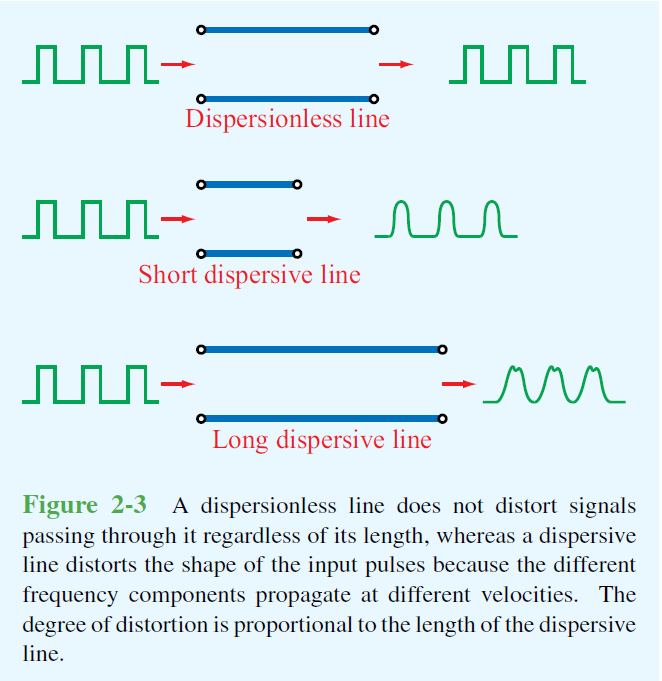 Dispersionless line
Short dispersive line
Long dispersive line
Figure 2-3 A dispersionless line does not distort signals
passing through it regardless of its length, whereas a dispersive
line distorts the shape of the input pulses because the different
frequency components propagate at different velocities. The
degree of distortion is proportional to the length of the dispersive
line.